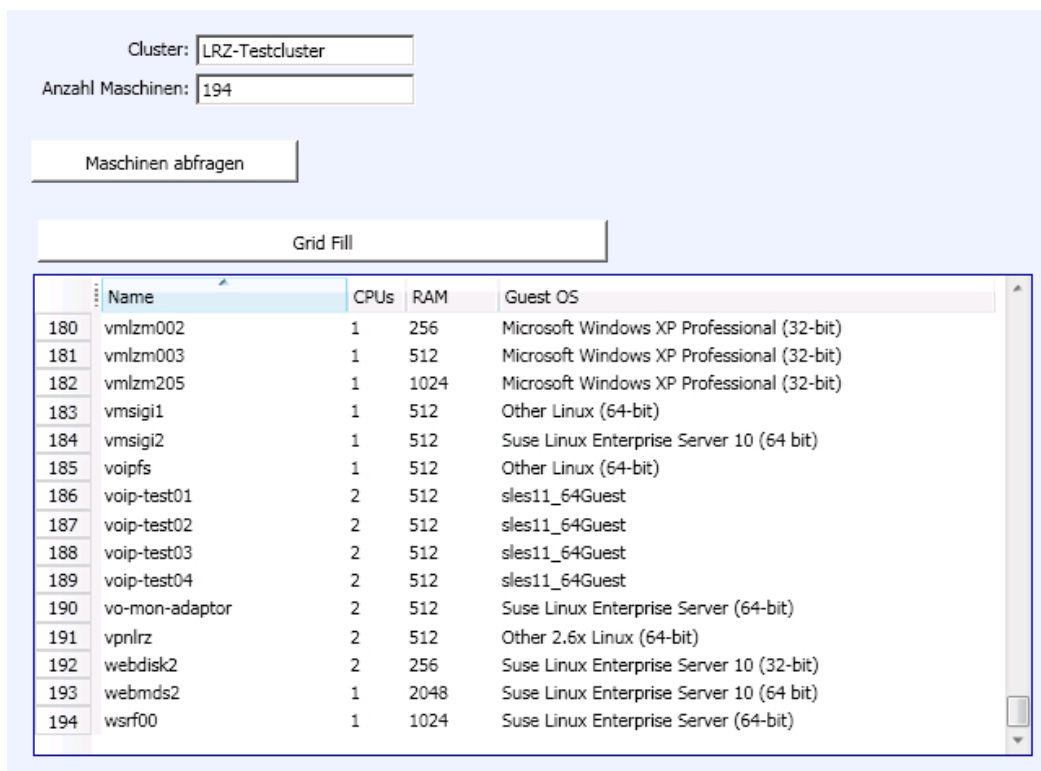 Cluster: LRZ-Testcluster
Anzahl Maschinen: 194
Maschinen abfragen
Grid Fill
Name CPUs RAM Guest OS
180 vmlzm002 1 256 Microsoft Windows XP Professional (32-bit)
181 vmlzm003 1 512 Microsoft Windows XP Professional (32-bit)
182 vmlzm205 1 1024 Microsoft Windows XP Professional (32-bit)
183 vmsigi1 1 512 Other Linux (64-bit)
184 vmsigi2 1 512 Suse Linux Enterprise Server 10 (64 bit)
185 voipfs 1 512 Other Linux (64-bit)
186 voip-test01 2 512 sles11_64Guest
187 voip-test02 2 512 sles11_64Guest
188 voip-test03 2 512 sles11_64Guest
189 voip-test04 2 512 sles11_64Guest
190 vo-mon-adaptor 2 512 Suse Linux Enterprise Server (64-bit)
191 vpnlrz 2 512 Other 2.6x Linux (64-bit)
192 webdisk2 2 256 Suse Linux Enterprise Server 10 (32-bit)
193 webmds2 1 2048 Suse Linux Enterprise Server 10 (64 bit)
194 wsrf00 1 1024 Suse Linux Enterprise Server (64-bit)